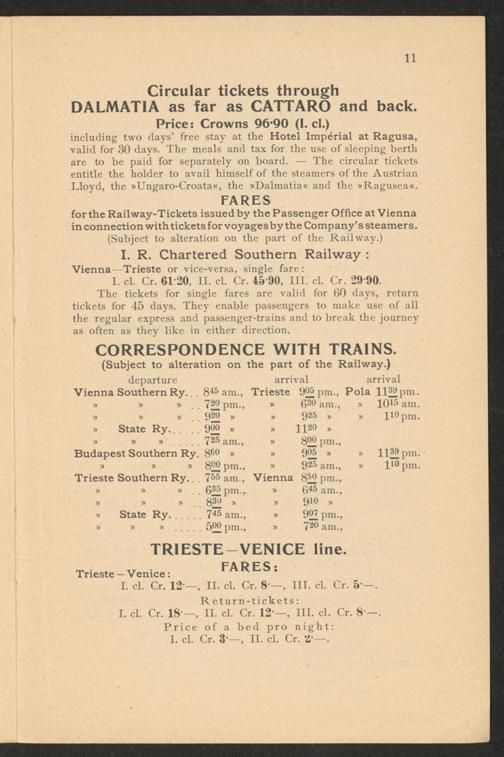 11
Circular tickets through
DALMATIA as far as CATTARO and back.
Price: Crowns 96·90 (I. cl.)
including two days' free stay at the Hotel Impérial at Ragusa,
valid for 30 days. The meals and tax for the use of sleeping berth
are to be paid for separately on board. — The circular tickets
entitle the holder to avail himself of the steamers of the Austrian
Lloyd, the »Ungaro-Croata«, the »Dalmatia« and the »Ragusea«.
FARES
for the Railway-Tickets issued by the Passenger Office at Vienna
in connection with tickets for voyages by the Company's steamers.
(Subject to alteration on the part of the Railway.)
I. R. Chartered Southern Railway:
Vienna—Trieste or vice-versa, single fare:
I. cl. Cr. 61·20, II. cl. Cr. 45·90, III. cl. Cr. 29·90.
The tickets for single fares are valid for 60 days, return
tickets for 45 days. They enable passengers to make use of all
the regular express and passenger-trains and to break the journey
as often as they like in either direction.
CORRESPONDENCE WITH TRAINS.
(Subject to alteration on the part of the Railway.)
departure arrival arrival
Vienna Southern Ry. . 845 am., Trieste 905 pm., Pola 1139 pm.
» » » . . 720 pm., » 630 am., » 1015 am.
» » » . . 920 » » 925 » » 110 pm.
» State Ry. . . . . . 900 » » 1120 »
» » » . . . . . 725 am., » 800 pm.,
Budapest Southern Ry. 800 » » 905 » » 1139 pm.
» » » 800 pm., » 925 am., » 110 pm.
Trieste Southern Ry. . 755 am., Vienna 850 pm.,
» » » . . 635 pm., » 645 am.,
» » » . . 830 » » 910 »
» State Ry. . . . . . 745 am., » 907 pm.,
» » » . . . . . 500 pm., » 720 am.,
TRIESTE—VENICE line.
FARES:
Trieste—Venice:
I. cl. Cr. 12·—, II. cl. Cr. 8·—, III. cl. Cr. 5·—.
Return-tickets:
I. cl. Cr. 18·—, II. cl. Cr. 12·—, III. cl. Cr. 8·—.
Price of a bed pro night:
I. cl. Cr. 3·—, II. cl. Cr. 2·—.